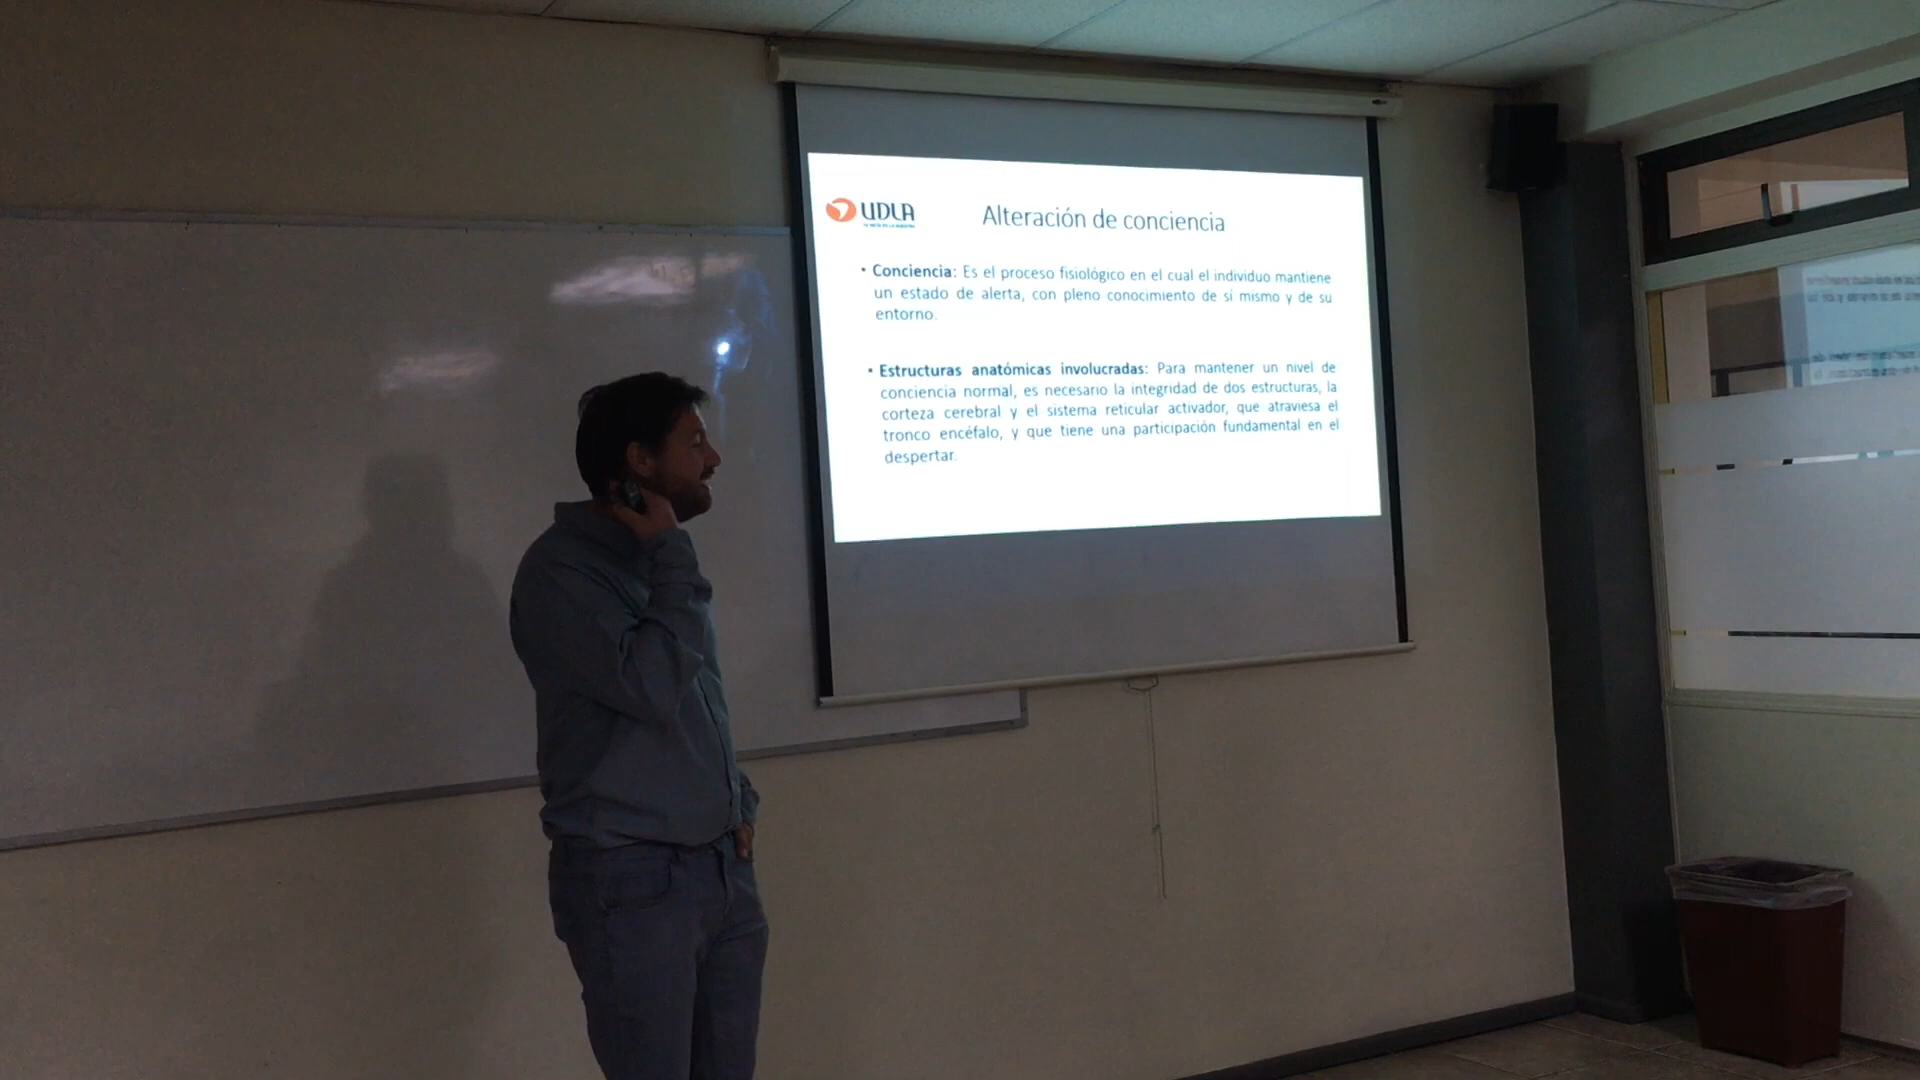 UDLA
Alteración de conciencia
• Conciencia: Es el proceso fisiológico en el cual el individuo mantiene
un estado de alerta, con pleno conocimiento de si mismo y de su
entorno.
• Estructuras anatómicas involucradas: Para mantener un nivel de
conciencia normal, es necesario la integridad de dos estructuras, la
corteza cerebral y el sistema reticular activador, que atraviesa el
tronco encéfalo, y que tiene una participación fundamental en el
despertar.